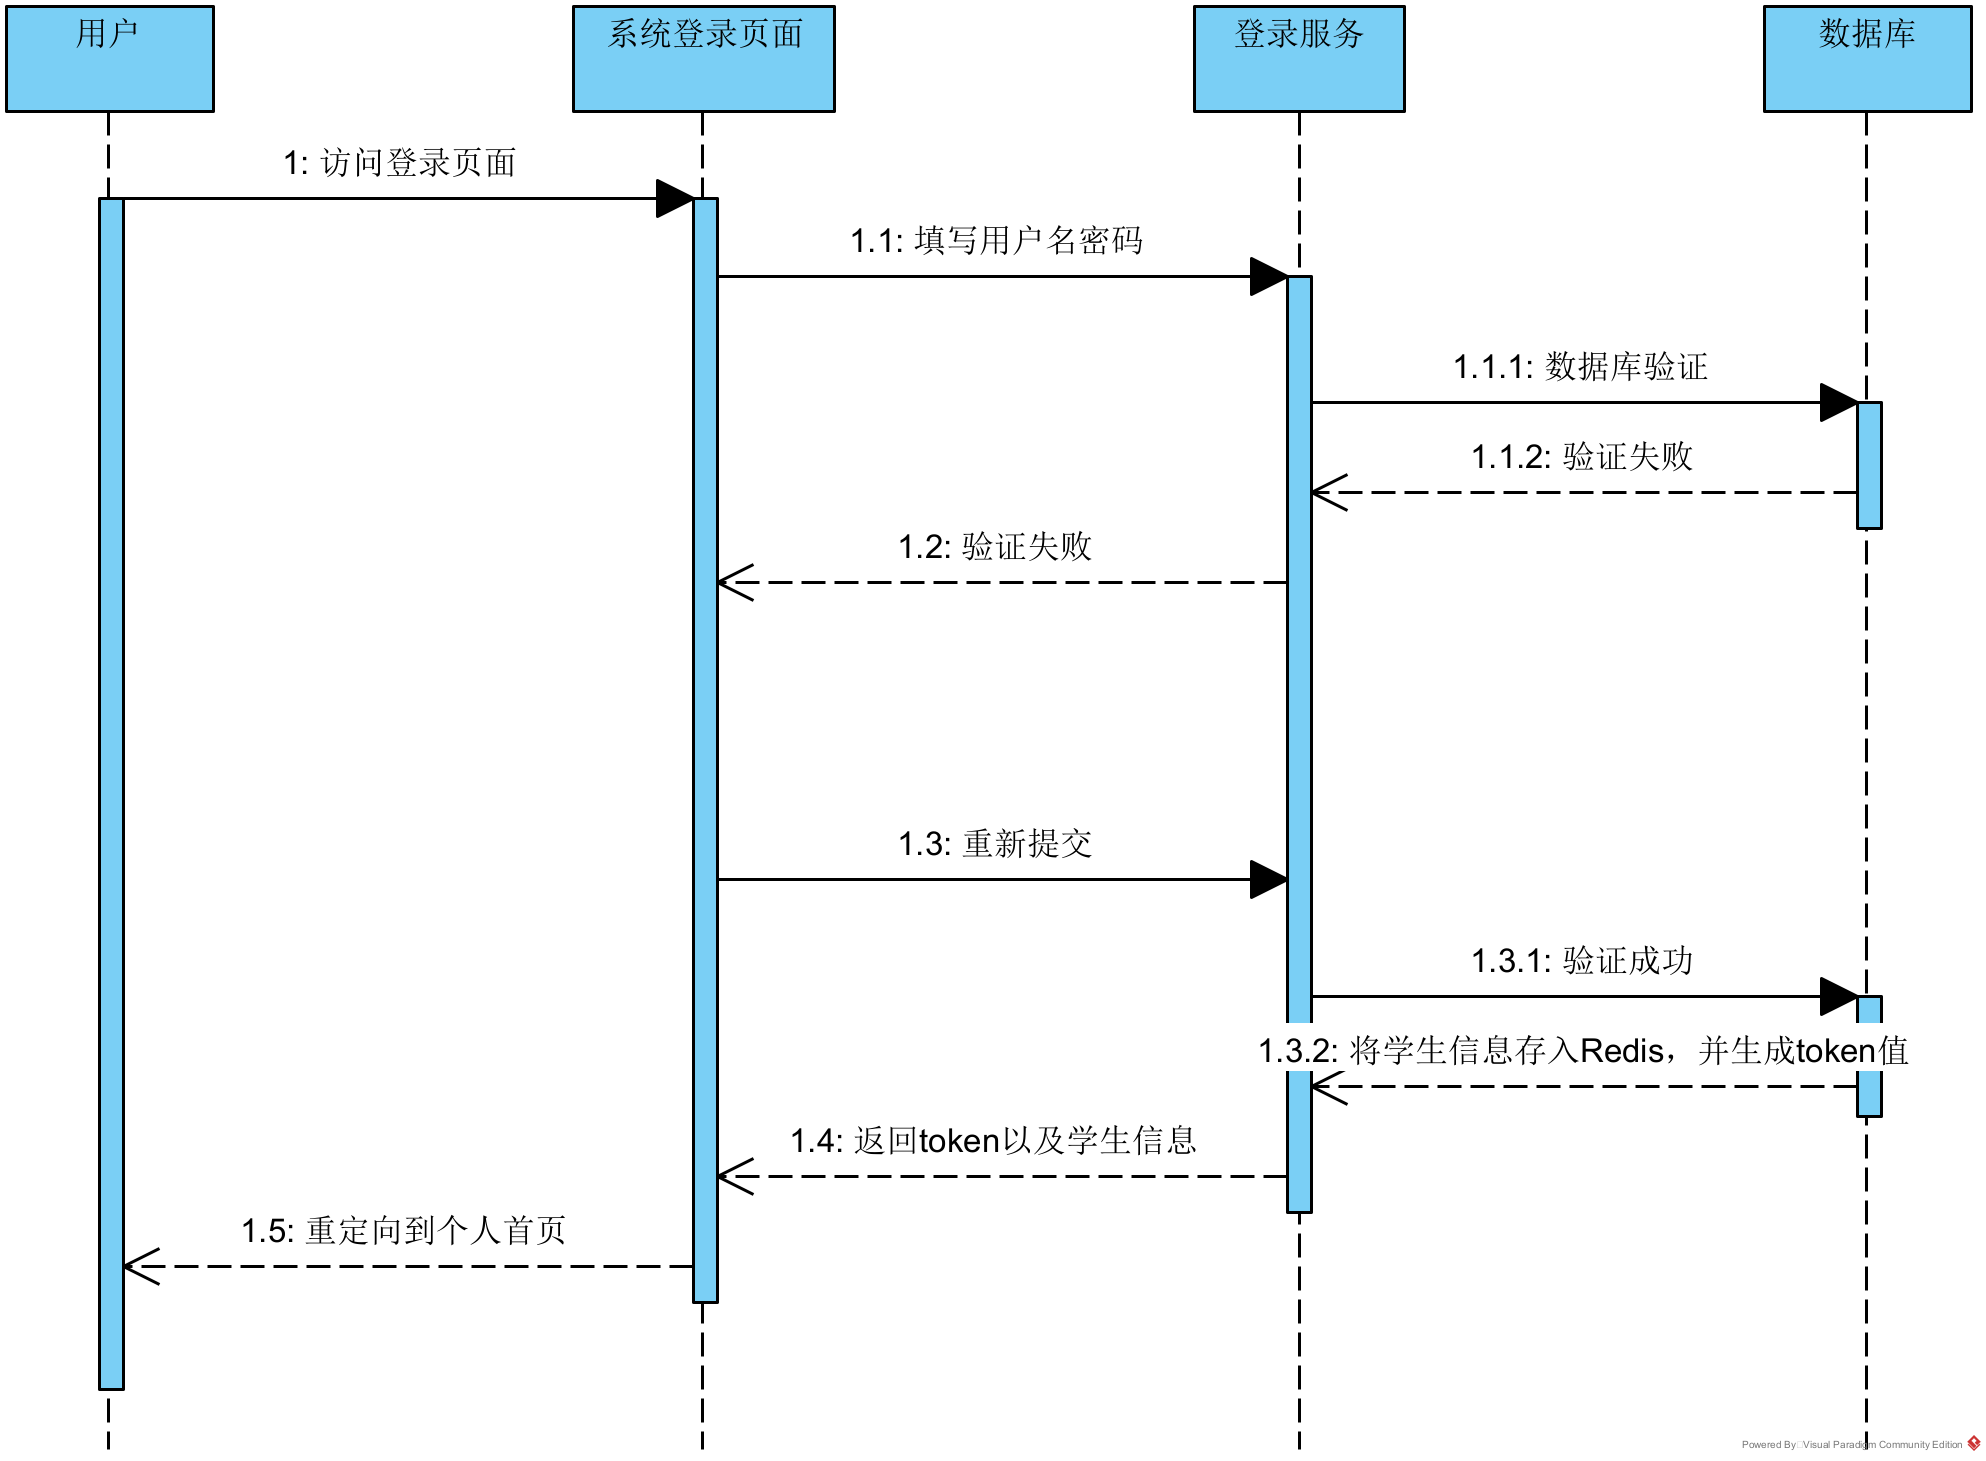 用户
系统登录页面
登录服务
数据库
1: 访问登录页面
1.1: 填写用户名密码
1.1.1: 数据库验证
1.1.2: 验证失败
1.2: 验证失败
1.3: 重新提交
1.3.1: 验证成功
1.3.2: 将学生信息存入Redis，并生成token值
1.4: 返回token以及学生信息
1.5: 重定向到个人首页
Powered By Visual Paradigm Community Edition